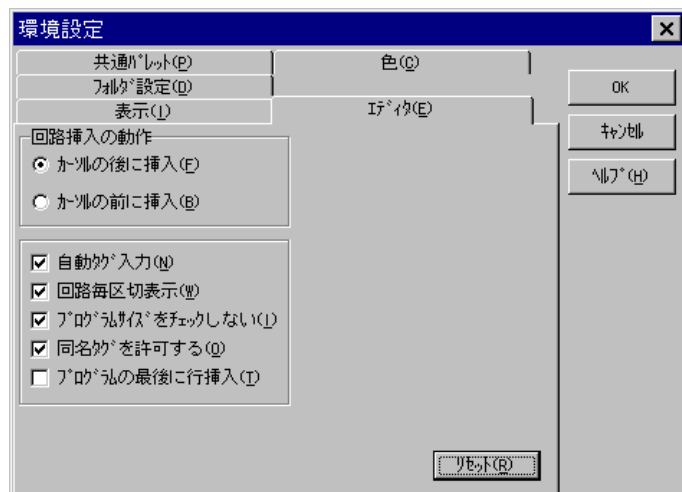 環境設定
共通ﾊﾟﾚｯﾄ(P)
色(C)
ﾌｫﾙﾀﾞ設定(D)
表示(I)
ｴﾃﾞｨﾀ(E)
OK
ｷｬﾝｾﾙ
ﾍﾙﾌﾟ(H)
回路挿入の動作
ｶｰｿﾙの後に挿入(F)
ｶｰｿﾙの前に挿入(B)
自動ﾀｸﾞ入力(N)
回路毎区切表示(W)
ﾌﾟﾛｸﾞﾗﾑｻｲｽﾞをﾁｪｯｸしない(I)
同名ﾀｸﾞを許可する(O)
ﾌﾟﾛｸﾞﾗﾑの最後に行挿入(T)
ﾘｾｯﾄ(R)